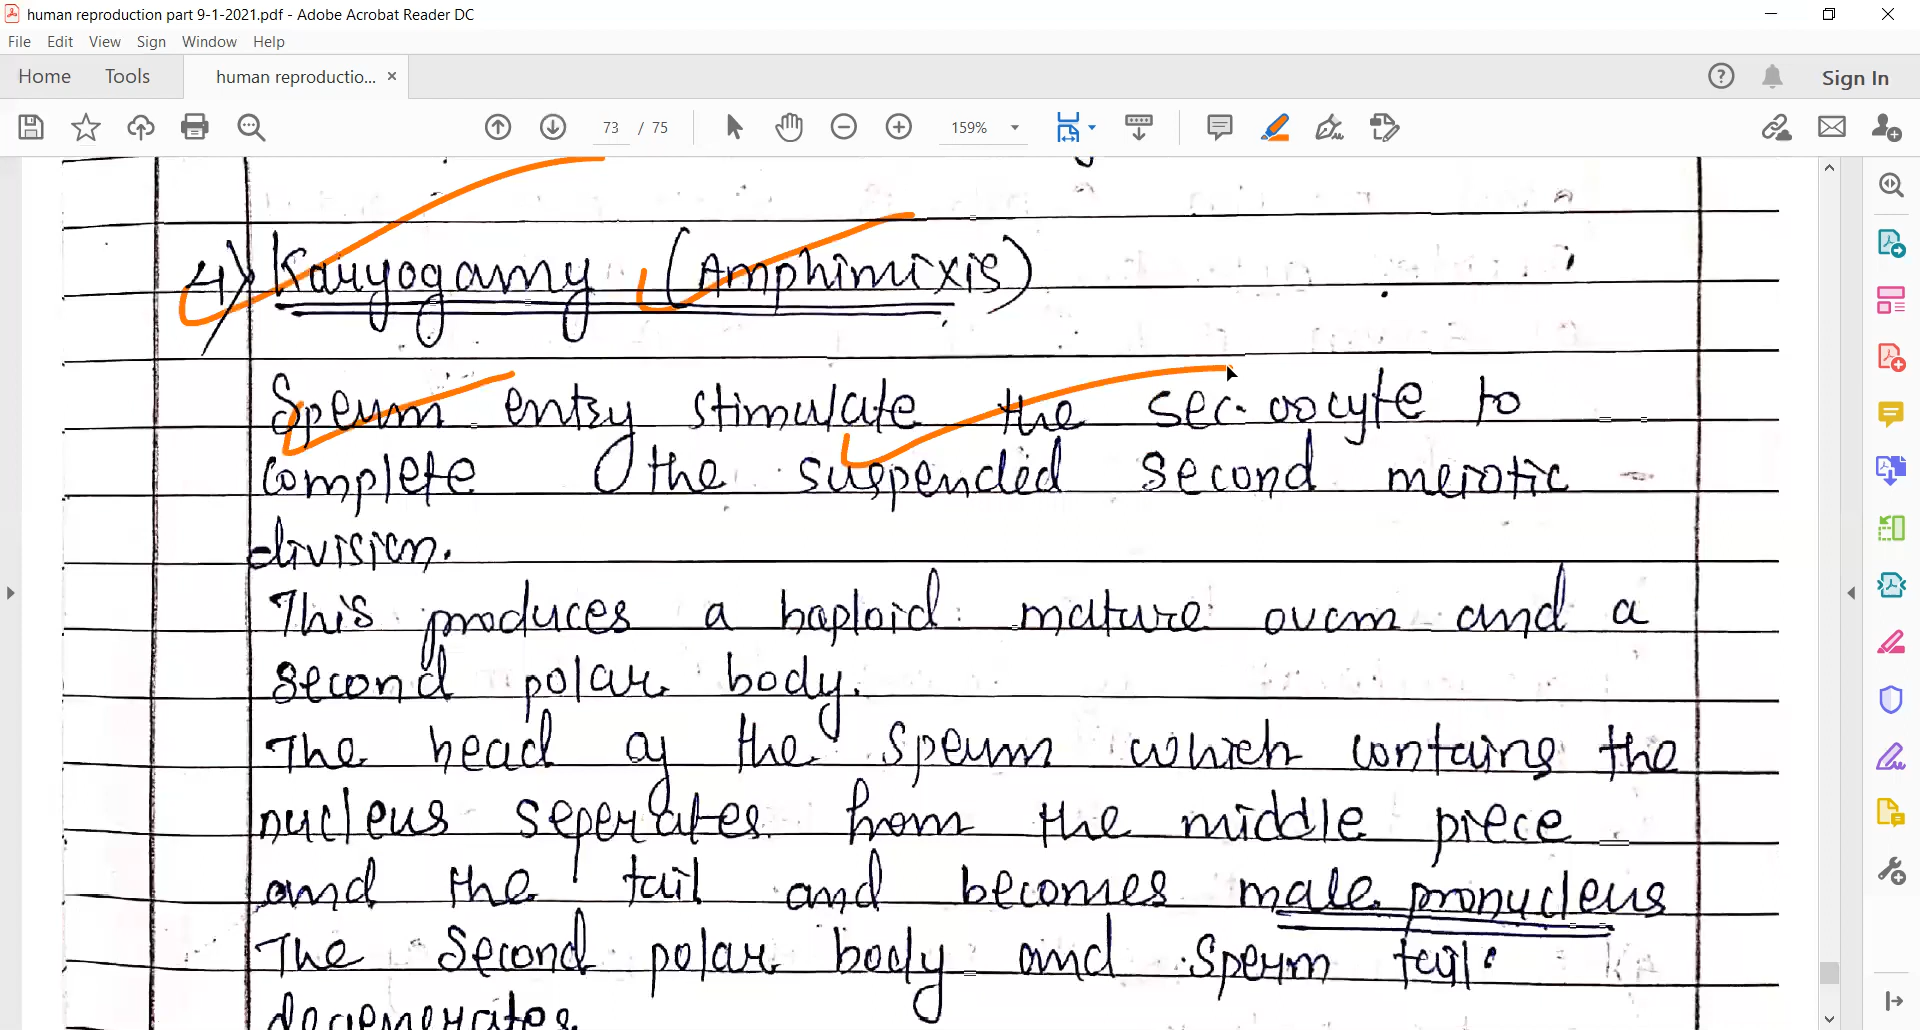 human reproduction part 9-1-2021.pdf - Adobe Acrobat Reader DC
File Edit View Sign Window Help
Home Tools human reproductio... × Sign In
73 / 75 159%
4) Karyogamy (Amphimixis)
Sperm entry stimulate the sec. oocyte to
complete the suspended second meiotic
division.
This produces a haploid mature ovum and a
second polar body.
The head of the sperm which contains the
nucleus seperates from the middle piece
and the tail and becomes male pronucleus
The second polar body and sperm tail
degenerates.